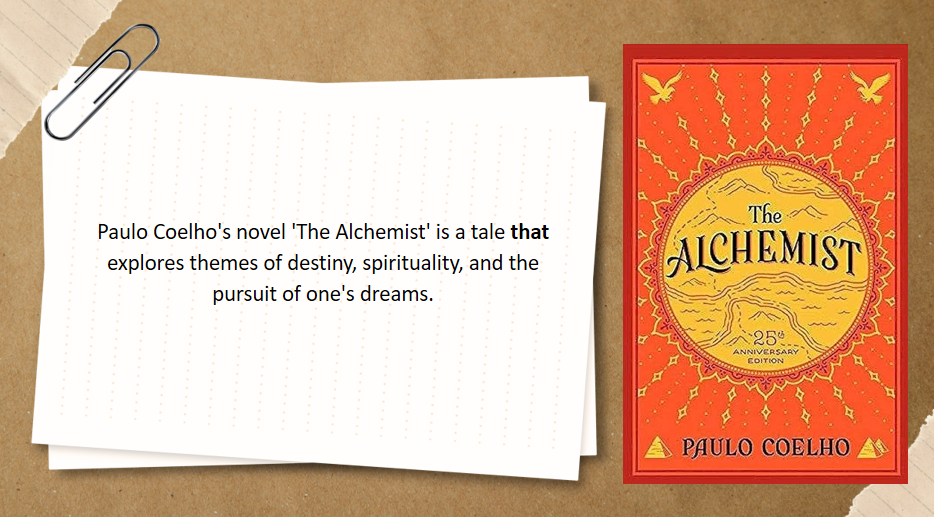 Paulo Coelho's novel 'The Alchemist' is a tale that
explores themes of destiny, spirituality, and the
pursuit of one's dreams.
The
ALCHEMIST
25th
ANNIVERSARY
EDITION
PAULO COELHO